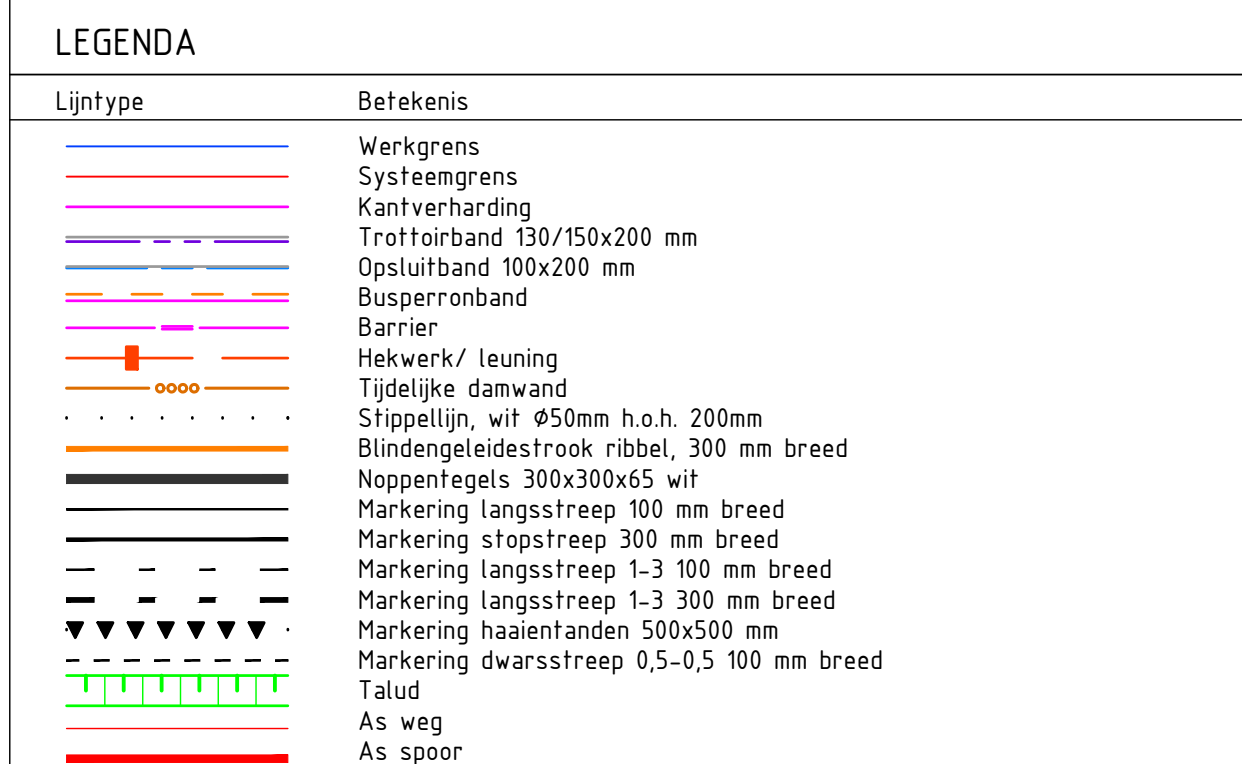 LEGENDA
Lijntype Betekenis
Werkgrens
Systeemgrens
Kantverharding
Trottoirband 130/150x200 mm
Opsluitband 100x200 mm
Busperronband
Barrier
Hekwerk/ leuning
Tijdelijke damwand
Stippellijn, wit Ø50mm h.o.h. 200mm
Blindengeleidestrook ribbel, 300 mm breed
Noppentegels 300x300x65 wit
Markering langsstreep 100 mm breed
Markering stopstreep 300 mm breed
Markering langsstreep 1-3 100 mm breed
Markering langsstreep 1-3 300 mm breed
Markering haaientanden 500x500 mm
Markering dwarsstreep 0,5-0,5 100 mm breed
Talud
As weg
As spoor